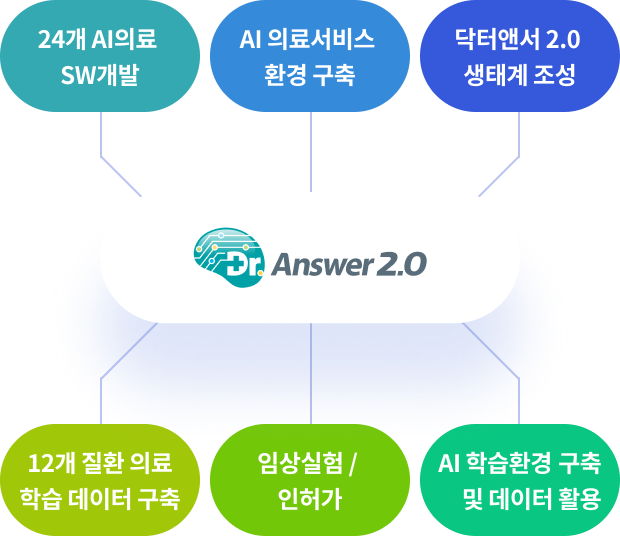 24개 AI의료
SW개발
AI 의료서비스
환경 구축
닥터앤서 2.0
생태계 조성
Dr. Answer 2.0
12개 질환 의료
학습 데이터 구축
임상실험 /
인허가
AI 학습환경 구축
및 데이터 활용